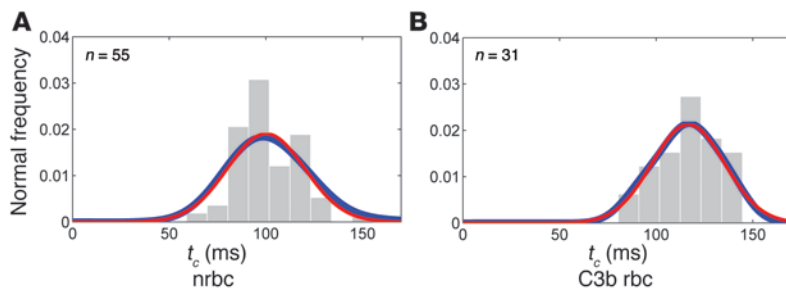 A
Normal frequency
0.04
0.03
0.02
0.01
0
n = 55
0
50
100
150
t_c (ms)
nrbc
B
0.04
0.03
0.02
0.01
0
n = 31
0
50
100
150
t_c (ms)
C3b rbc